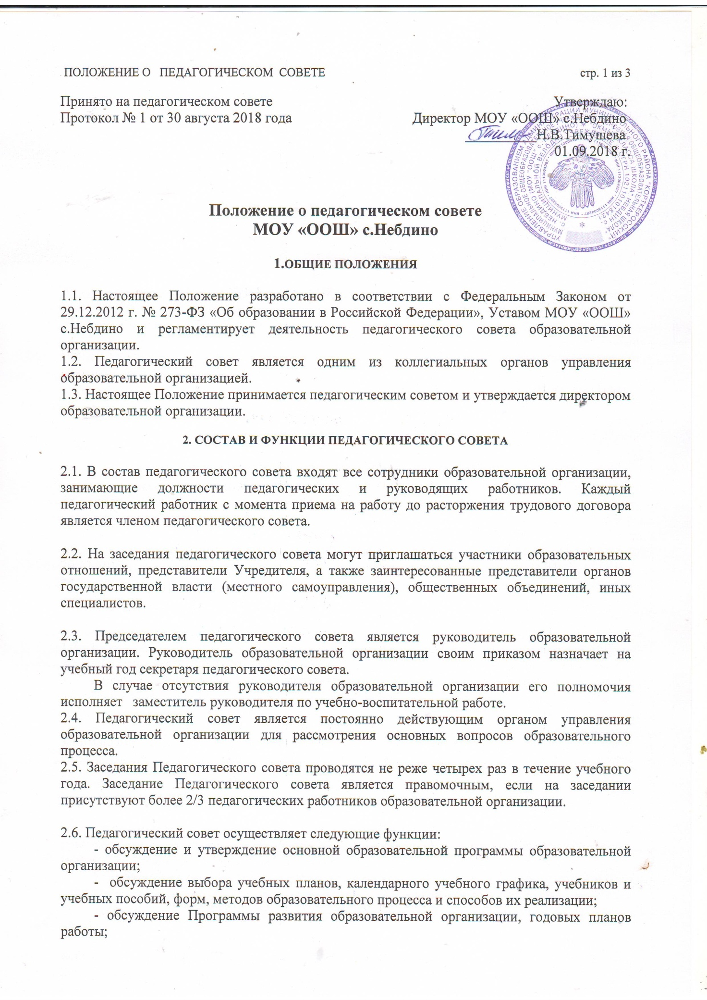 ПОЛОЖЕНИЕ О ПЕДАГОГИЧЕСКОМ СОВЕТЕ стр. 1 из 3
Принято на педагогическом совете Утверждаю:
Протокол № 1 от 30 августа 2018 года Директор МОУ «ООШ» с.Небдино
Н.В.Тимушева
01.09.2018 г.
Положение о педагогическом совете
МОУ «ООШ» с.Небдино
1.ОБЩИЕ ПОЛОЖЕНИЯ
1.1. Настоящее Положение разработано в соответствии с Федеральным Законом от
29.12.2012 г. № 273-ФЗ «Об образовании в Российской Федерации», Уставом МОУ «ООШ»
с.Небдино и регламентирует деятельность педагогического совета образовательной
организации.
1.2. Педагогический совет является одним из коллегиальных органов управления
образовательной организацией.
1.3. Настоящее Положение принимается педагогическим советом и утверждается директором
образовательной организации.
2. СОСТАВ И ФУНКЦИИ ПЕДАГОГИЧЕСКОГО СОВЕТА
2.1. В состав педагогического совета входят все сотрудники образовательной организации,
занимающие должности педагогических и руководящих работников. Каждый
педагогический работник с момента приема на работу до расторжения трудового договора
является членом педагогического совета.
2.2. На заседания педагогического совета могут приглашаться участники образовательных
отношений, представители Учредителя, а также заинтересованные представители органов
государственной власти (местного самоуправления), общественных объединений, иных
специалистов.
2.3. Председателем педагогического совета является руководитель образовательной
организации. Руководитель образовательной организации своим приказом назначает на
учебный год секретаря педагогического совета.
В случае отсутствия руководителя образовательной организации его полномочия
исполняет заместитель руководителя по учебно-воспитательной работе.
2.4. Педагогический совет является постоянно действующим органом управления
образовательной организации для рассмотрения основных вопросов образовательного
процесса.
2.5. Заседания Педагогического совета проводятся не реже четырех раз в течение учебного
года. Заседание Педагогического совета является правомочным, если на заседании
присутствуют более 2/3 педагогических работников образовательной организации.
2.6. Педагогический совет осуществляет следующие функции:
- обсуждение и утверждение основной образовательной программы образовательной
организации;
- обсуждение выбора учебных планов, календарного учебного графика, учебников и
учебных пособий, форм, методов образовательного процесса и способов их реализации;
- обсуждение Программы развития образовательной организации, годовых планов
работы;